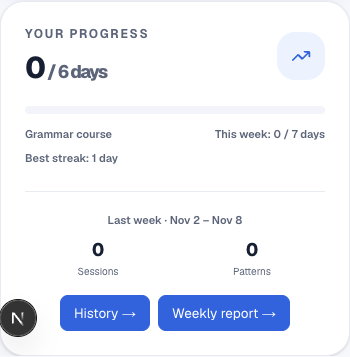 YOUR PROGRESS
0 / 6 days
Grammar course
This week: 0 / 7 days
Best streak: 1 day
Last week · Nov 2 – Nov 8
0
0
Sessions
Patterns
History →
Weekly report →
N